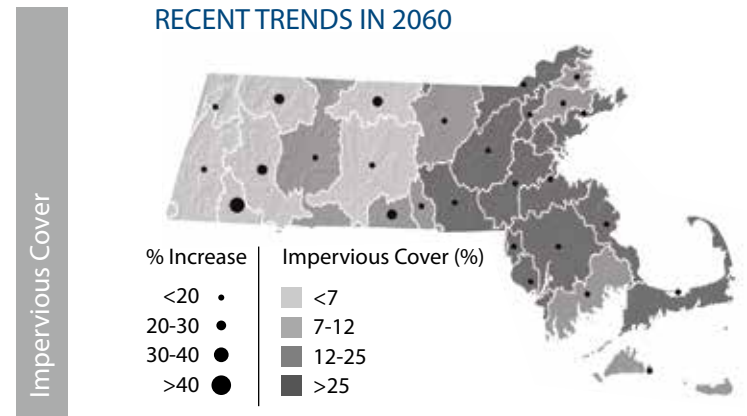 RECENT TRENDS IN 2060
Impervious Cover
% Increase
<20
20-30
30-40
>40
Impervious Cover (%)
<7
7-12
12-25
>25